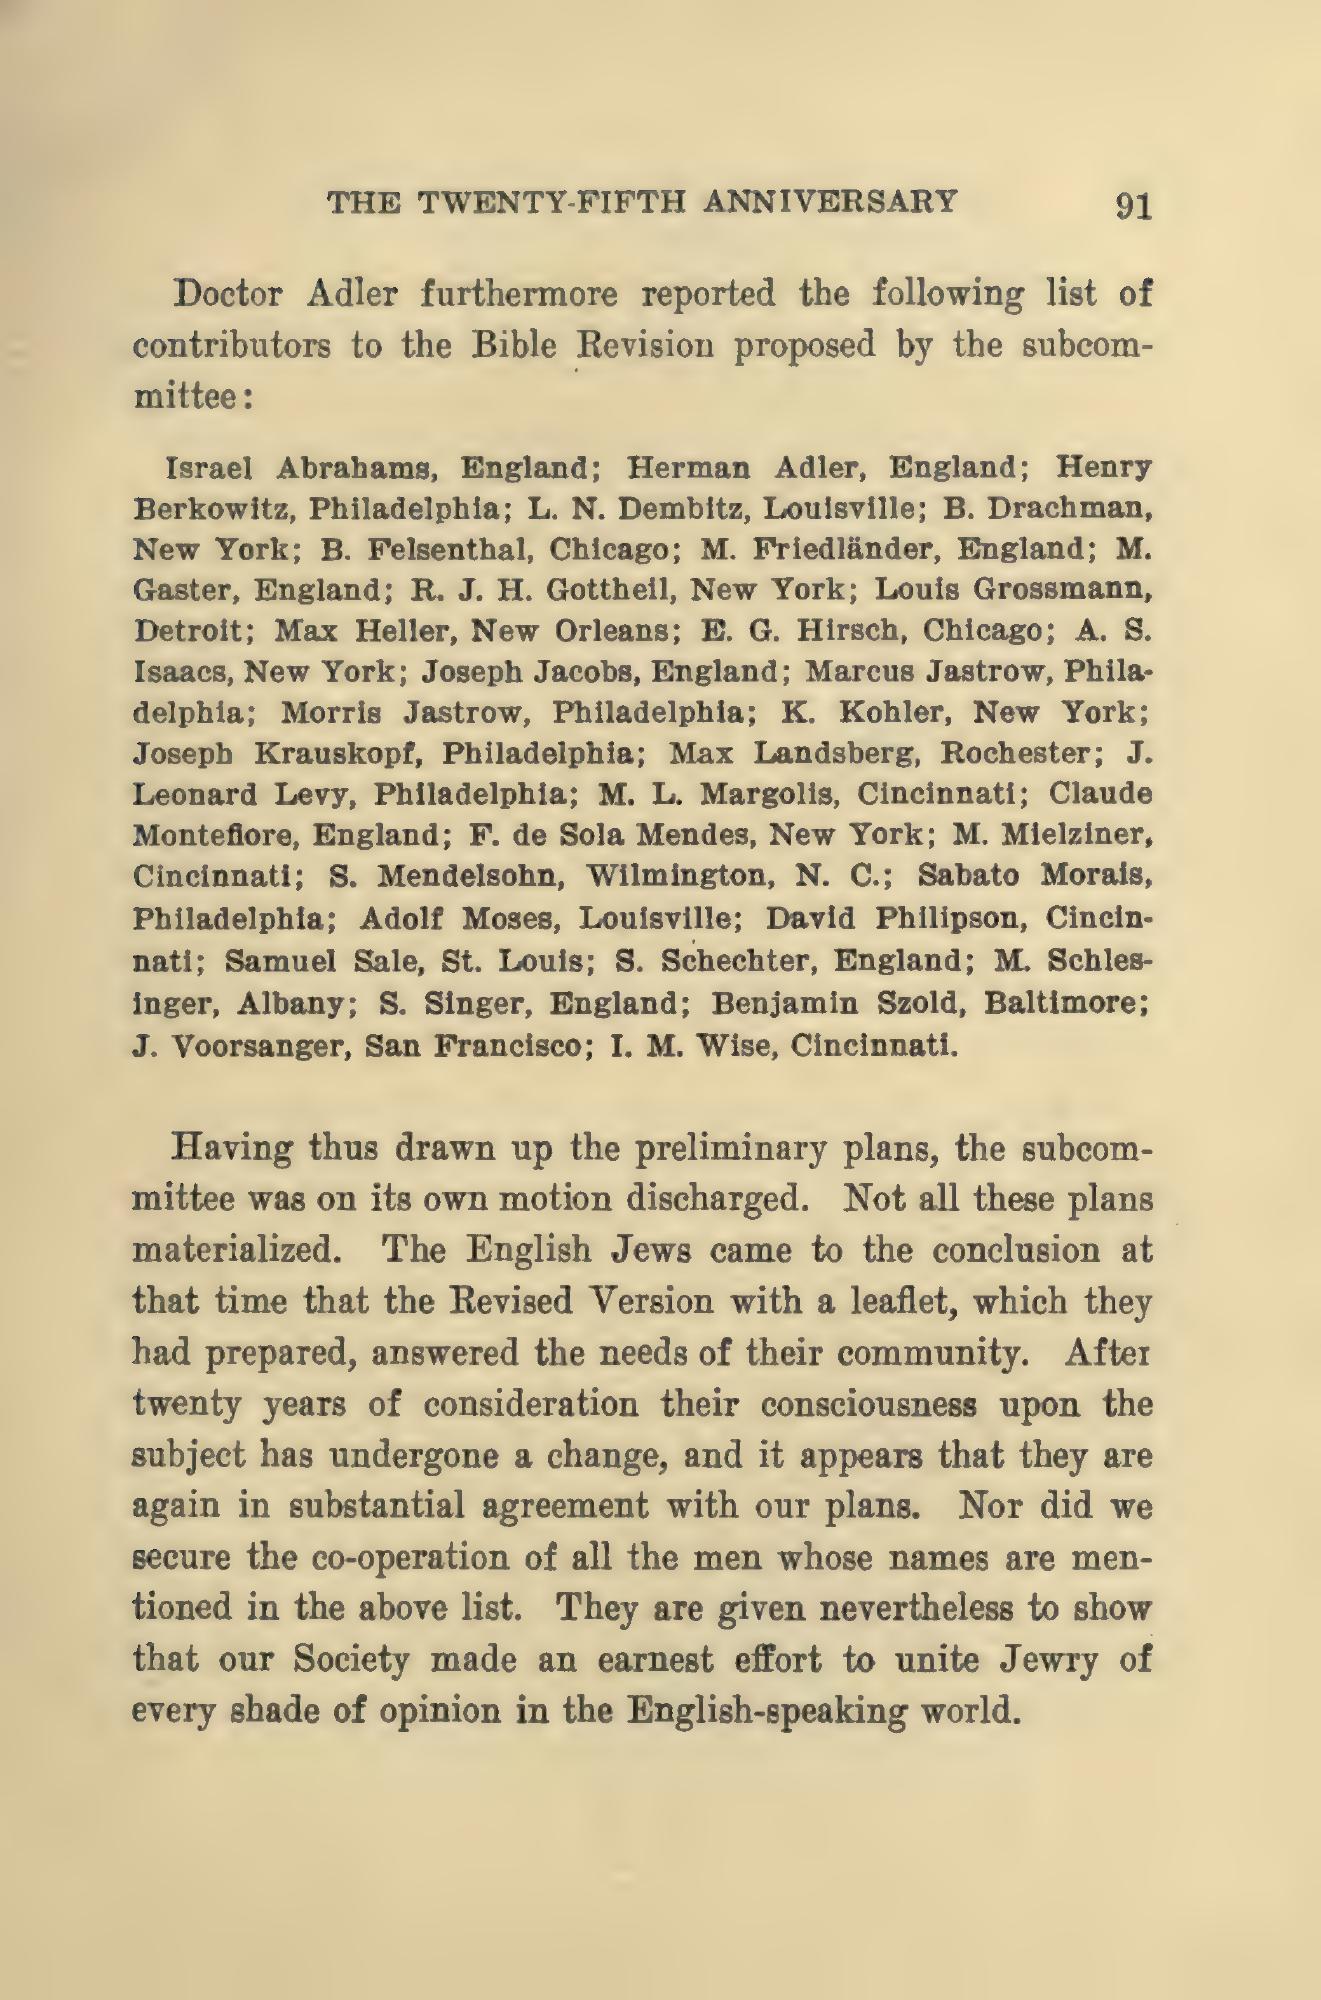 THE TWENTY-FIFTH ANNIVERSARY 91
Doctor Adler furthermore reported the following list of
contributors to the Bible Revision proposed by the subcom-
mittee:
Israel Abrahams, England; Herman Adler, England; Henry
Berkowitz, Philadelphia; L. N. Dembitz, Louisville; B. Drachman,
New York; B. Felsenthal, Chicago; M. Friedländer, England; M.
Gaster, England; R. J. H. Gottheil, New York; Louis Grossmann,
Detroit; Max Heller, New Orleans; E. G. Hirsch, Chicago; A. S.
Isaacs, New York; Joseph Jacobs, England; Marcus Jastrow, Phila-
delphia; Morris Jastrow, Philadelphia; K. Kohler, New York;
Joseph Krauskopf, Philadelphia; Max Landsberg, Rochester; J.
Leonard Levy, Philadelphia; M. L. Margolis, Cincinnati; Claude
Montefiore, England; F. de Sola Mendes, New York; M. Mielziner,
Cincinnati; S. Mendelsohn, Wilmington, N. C.; Sabato Morais,
Philadelphia; Adolf Moses, Louisville; David Philipson, Cincin-
nati; Samuel Sale, St. Louis; S. Schechter, England; M. Schles-
inger, Albany; S. Singer, England; Benjamin Szold, Baltimore;
J. Voorsanger, San Francisco; I. M. Wise, Cincinnati.
Having thus drawn up the preliminary plans, the subcom-
mittee was on its own motion discharged. Not all these plans
materialized. The English Jews came to the conclusion at
that time that the Revised Version with a leaflet, which they
had prepared, answered the needs of their community. After
twenty years of consideration their consciousness upon the
subject has undergone a change, and it appears that they are
again in substantial agreement with our plans. Nor did we
secure the co-operation of all the men whose names are men-
tioned in the above list. They are given nevertheless to show
that our Society made an earnest effort to unite Jewry of
every shade of opinion in the English-speaking world.